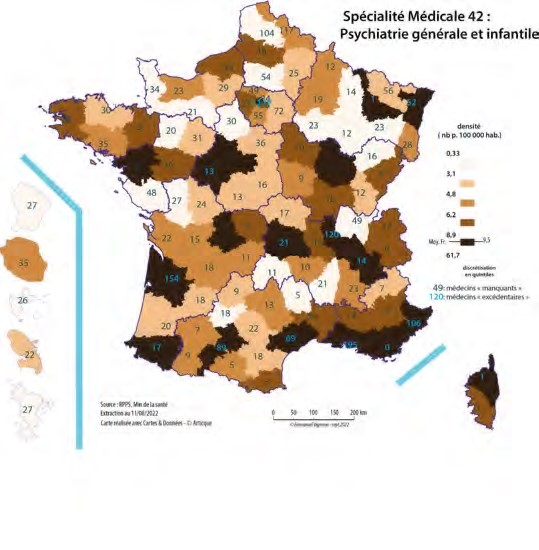 Spécialité Médicale 42 :
Psychiatrie générale et infantile
104 117
12
54 25
34 23 29 14 56
19 72
21 55
30 30 23 23
20 31 12 28
35 36 16
13
48 16 9 12
27 24 13
17 49
22 15 21 120
11 14
154 18 11 10 21 23 7
9 5
18 18 13
20 7 22
17 89 69 195 106
9 5 18 0
27
35
26
22
27
densité
( nb p. 100 000 hab.)
0,33
3,1
4,8
6,2
8,9
Moy. Fr. 9,5
61,7
discrétisation
en quintiles
49: médecins « manquants »
120: médecins « excédentaires »
Source : RPPS, Min de la santé
Extraction au 11/08/2022
Carte réalisée avec Cartes & Données - © Articque
0 50 100 150 200 km